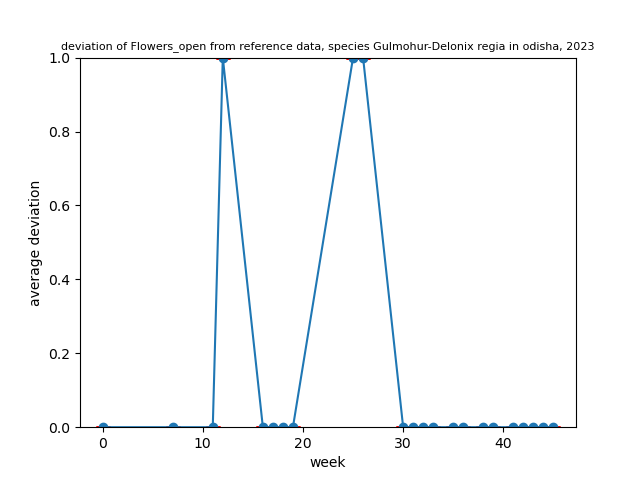 deviation of Flowers_open from reference data, species Gulmohur-Delonix regia in odisha, 2023
1.0
0.8
0.6
0.4
0.2
0.0
average deviation
0 10 20 30 40
week